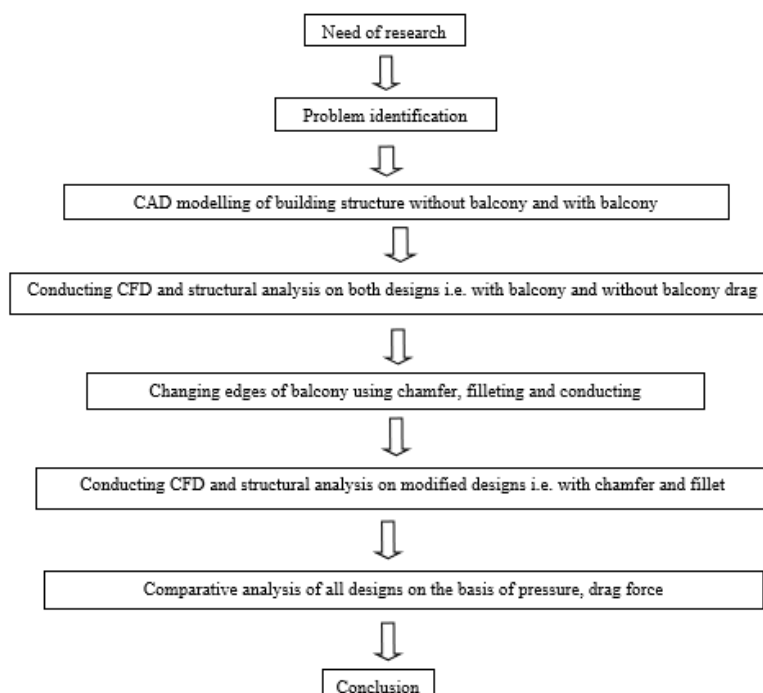 Need of research
Problem identification
CAD modelling of building structure without balcony and with balcony
Conducting CFD and structural analysis on both designs i.e. with balcony and without balcony drag
Changing edges of balcony using chamfer, filleting and conducting
Conducting CFD and structural analysis on modified designs i.e. with chamfer and fillet
Comparative analysis of all designs on the basis of pressure, drag force
Conclusion